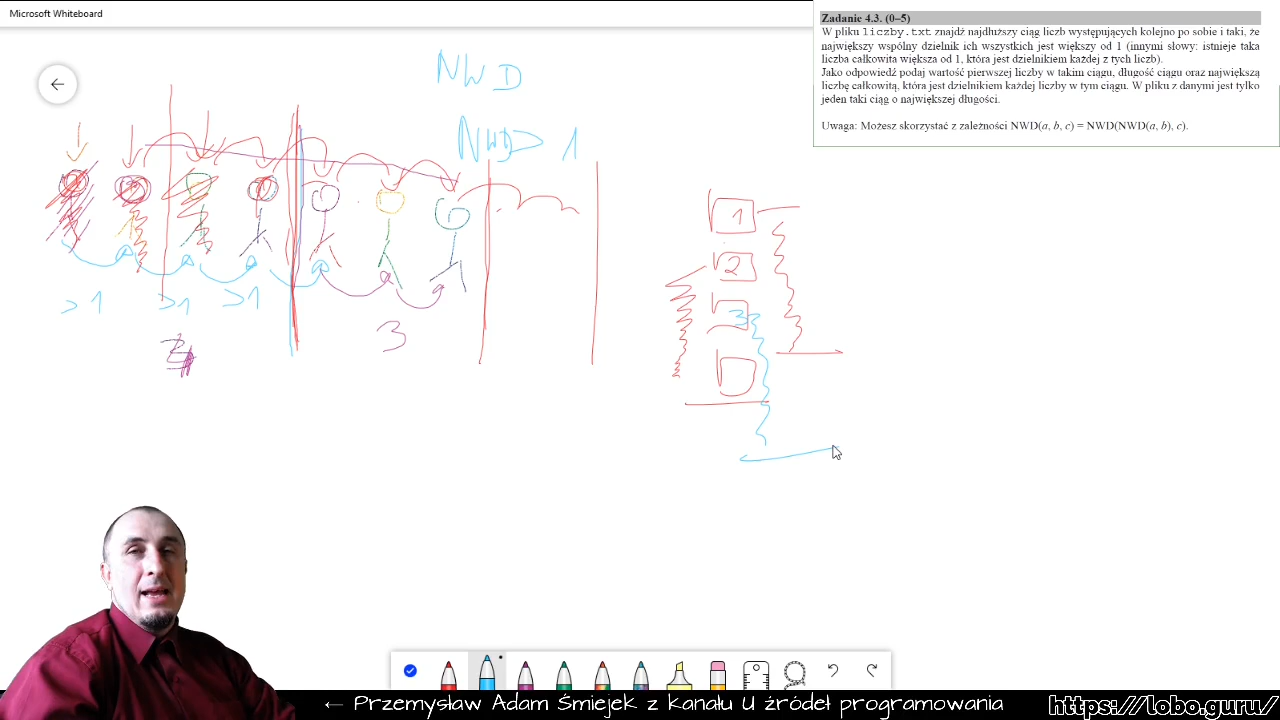 Microsoft Whiteboard
Zadanie 4.3. (0–5)
W pliku liczby.txt znajdź najdłuższy ciąg liczb występujących kolejno po sobie i taki, że
największy wspólny dzielnik ich wszystkich jest większy od 1 (innymi słowy: istnieje taka
liczba całkowita większa od 1, która jest dzielnikiem każdej z tych liczb).
Jako odpowiedź podaj wartość pierwszej liczby w takim ciągu, długość ciągu oraz największą
liczbę całkowitą, która jest dzielnikiem każdej liczby w tym ciągu. W pliku z danymi jest tylko
jeden taki ciąg o największej długości.
Uwaga: Możesz skorzystać z zależności NWD(a, b, c) = NWD(NWD(a, b), c).
NWD
NWD > 1
>1 >1 >1
3
1
2
3
← Przemysław Adam Śmiejek z kanału U źródeł programowania
https://lobo.guru/